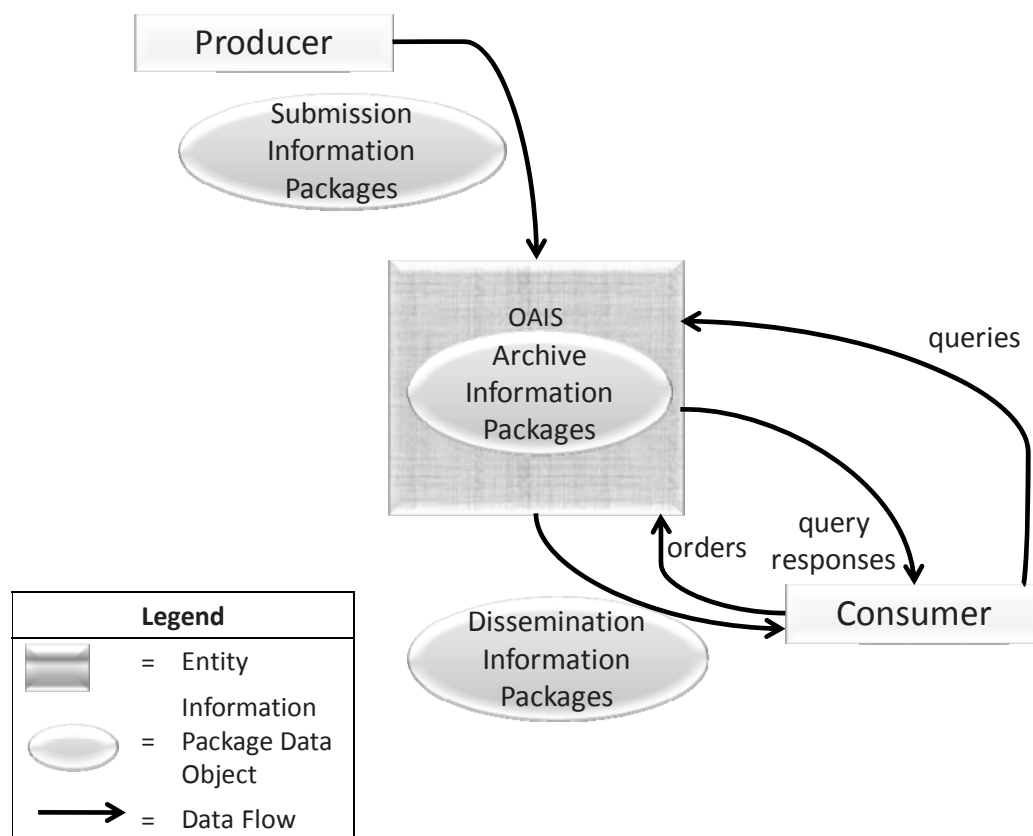 Producer
Submission
Information
Packages
OAIS
Archive
Information
Packages
queries
query
responses
orders
Consumer
Dissemination
Information
Packages
Legend
= Entity
Information
= Package Data
Object
= Data Flow